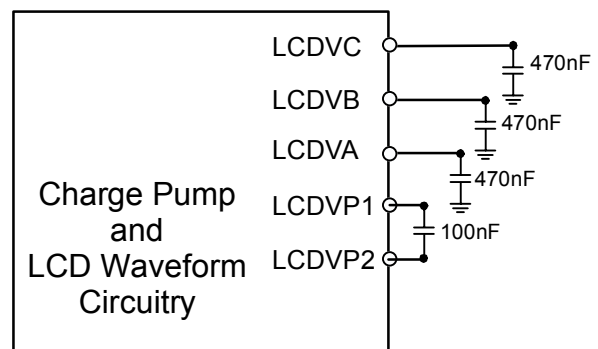 LCDVC
470nF
LCDVB
470nF
LCDVA
470nF
LCDVP1
100nF
LCDVP2
Charge Pump
and
LCD Waveform
Circuitry